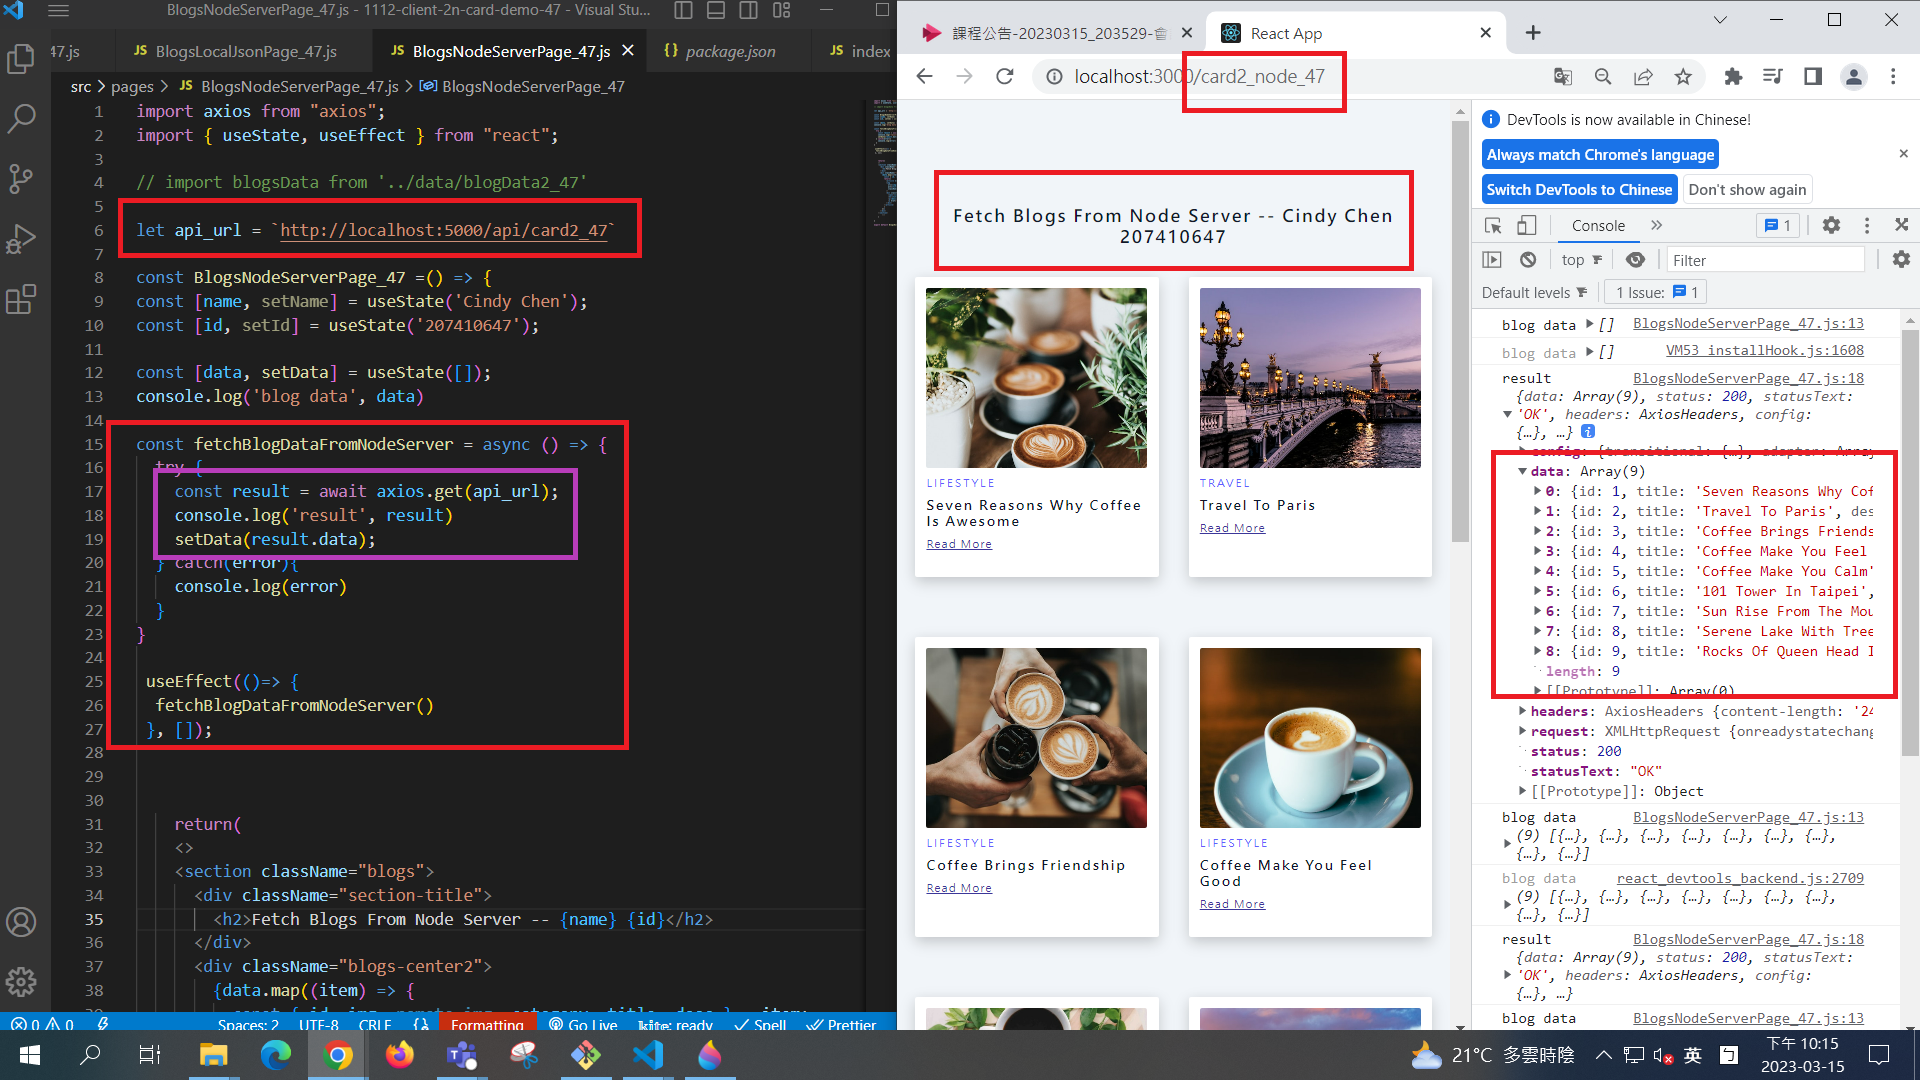 BlogsNodeServerPage_47.js - 1112-client-2n-card-demo-47 - Visual Stu...
47.js
JS BlogsLocalJsonPage_47.js
JS BlogsNodeServerPage_47.js
{} package.json
JS index
src > pages > JS BlogsNodeServerPage_47.js > BlogsNodeServerPage_47
1 import axios from "axios";
2 import { useState, useEffect } from "react";
3
4 // import blogsData from '../data/blogData2_47'
5
6 let api_url = `http://localhost:5000/api/card2_47`
7
8 const BlogsNodeServerPage_47 =() => {
9 const [name, setName] = useState('Cindy Chen');
10 const [id, setId] = useState('207410647');
11
12 const [data, setData] = useState([]);
13 console.log('blog data', data)
14
15 const fetchBlogDataFromNodeServer = async () => {
16 try {
17 const result = await axios.get(api_url);
18 console.log('result', result)
19 setData(result.data);
20 } catch(error){
21 console.log(error)
22 }
23 }
24
25 useEffect(()=> {
26 fetchBlogDataFromNodeServer()
27 }, []);
28
29
30
31 return(
32 <>
33 <section className="blogs">
34 <div className="section-title">
35 <h2>Fetch Blogs From Node Server -- {name} {id}</h2>
36 </div>
37 <div className="blogs-center2">
38 {data.map((item) => {
0 0 Spaces: 2 UTF-8 CRLF {} Formatting Go Live kite: ready Spell Prettier
課程公告-20230315_203529-會
React App
localhost:3000/card2_node_47
Fetch Blogs From Node Server -- Cindy Chen
207410647
LIFESTYLE
Seven Reasons Why Coffee
Is Awesome
Read More
TRAVEL
Travel To Paris
Read More
LIFESTYLE
Coffee Brings Friendship
Read More
LIFESTYLE
Coffee Make You Feel
Good
Read More
DevTools is now available in Chinese!
Always match Chrome's language
Switch DevTools to Chinese
Don't show again
Console
1
top
Filter
Default levels
1 Issue: 1
blog data [] BlogsNodeServerPage_47.js:13
blog data [] VM53 installHook.js:1608
result BlogsNodeServerPage_47.js:18
{data: Array(9), status: 200, statusText:
'OK', headers: AxiosHeaders, config:
{…}, …}
config: {transitional: {…}, adapter: Array
data: Array(9)
0: {id: 1, title: 'Seven Reasons Why Cof
1: {id: 2, title: 'Travel To Paris', des
2: {id: 3, title: 'Coffee Brings Friends
3: {id: 4, title: 'Coffee Make You Feel
4: {id: 5, title: 'Coffee Make You Calm'
5: {id: 6, title: '101 Tower In Taipei',
6: {id: 7, title: 'Sun Rise From The Mou
7: {id: 8, title: 'Serene Lake With Tree
8: {id: 9, title: 'Rocks Of Queen Head I
length: 9
[[Prototype]]: Array(0)
headers: AxiosHeaders {content-length: '24
request: XMLHttpRequest {onreadystatechang
status: 200
statusText: "OK"
[[Prototype]]: Object
blog data BlogsNodeServerPage_47.js:13
(9) [{…}, {…}, {…}, {…}, {…}, {…}, {…},
{…}, {…}]
blog data react_devtools_backend.js:2709
(9) [{…}, {…}, {…}, {…}, {…}, {…}, {…},
{…}, {…}]
result BlogsNodeServerPage_47.js:18
{data: Array(9), status: 200, statusText:
'OK', headers: AxiosHeaders, config:
{…}, …}
blog data BlogsNodeServerPage_47.js:13
21°C 多雲時陰
英
下午 10:15
2023-03-15